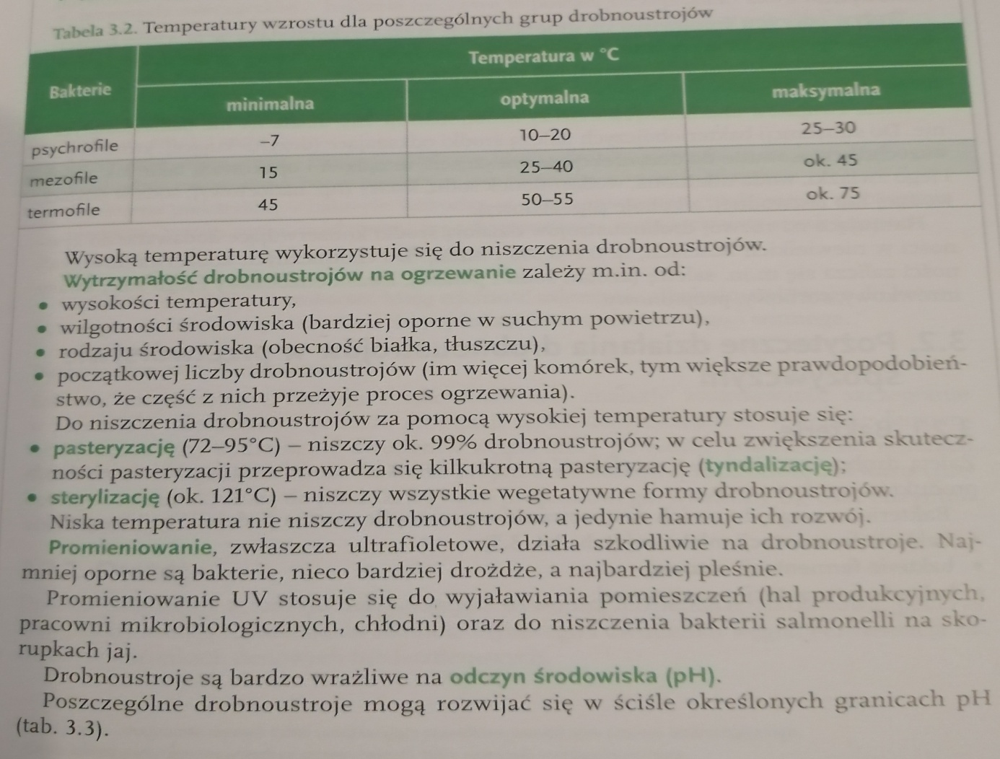 Tabela 3.2. Temperatury wzrostu dla poszczególnych grup drobnoustrojów
Bakterie
Temperatura w °C
minimalna optymalna maksymalna
psychrofile –7 10–20 25–30
mezofile 15 25–40 ok. 45
termofile 45 50–55 ok. 75
Wysoką temperaturę wykorzystuje się do niszczenia drobnoustrojów.
Wytrzymałość drobnoustrojów na ogrzewanie zależy m.in. od:
• wysokości temperatury,
• wilgotności środowiska (bardziej oporne w suchym powietrzu),
• rodzaju środowiska (obecność białka, tłuszczu),
• początkowej liczby drobnoustrojów (im więcej komórek, tym większe prawdopodobień-
stwo, że część z nich przeżyje proces ogrzewania).
Do niszczenia drobnoustrojów za pomocą wysokiej temperatury stosuje się:
• pasteryzację (72–95°C) – niszczy ok. 99% drobnoustrojów; w celu zwiększenia skutecz-
ności pasteryzacji przeprowadza się kilkukrotną pasteryzację (tyndalizację);
• sterylizację (ok. 121°C) – niszczy wszystkie wegetatywne formy drobnoustrojów.
Niska temperatura nie niszczy drobnoustrojów, a jedynie hamuje ich rozwój.
Promieniowanie, zwłaszcza ultrafioletowe, działa szkodliwie na drobnoustroje. Naj-
mniej oporne są bakterie, nieco bardziej drożdże, a najbardziej pleśnie.
Promieniowanie UV stosuje się do wyjaławiania pomieszczeń (hal produkcyjnych,
pracowni mikrobiologicznych, chłodni) oraz do niszczenia bakterii salmonelli na sko-
rupkach jaj.
Drobnoustroje są bardzo wrażliwe na odczyn środowiska (pH).
Poszczególne drobnoustroje mogą rozwijać się w ściśle określonych granicach pH
(tab. 3.3).